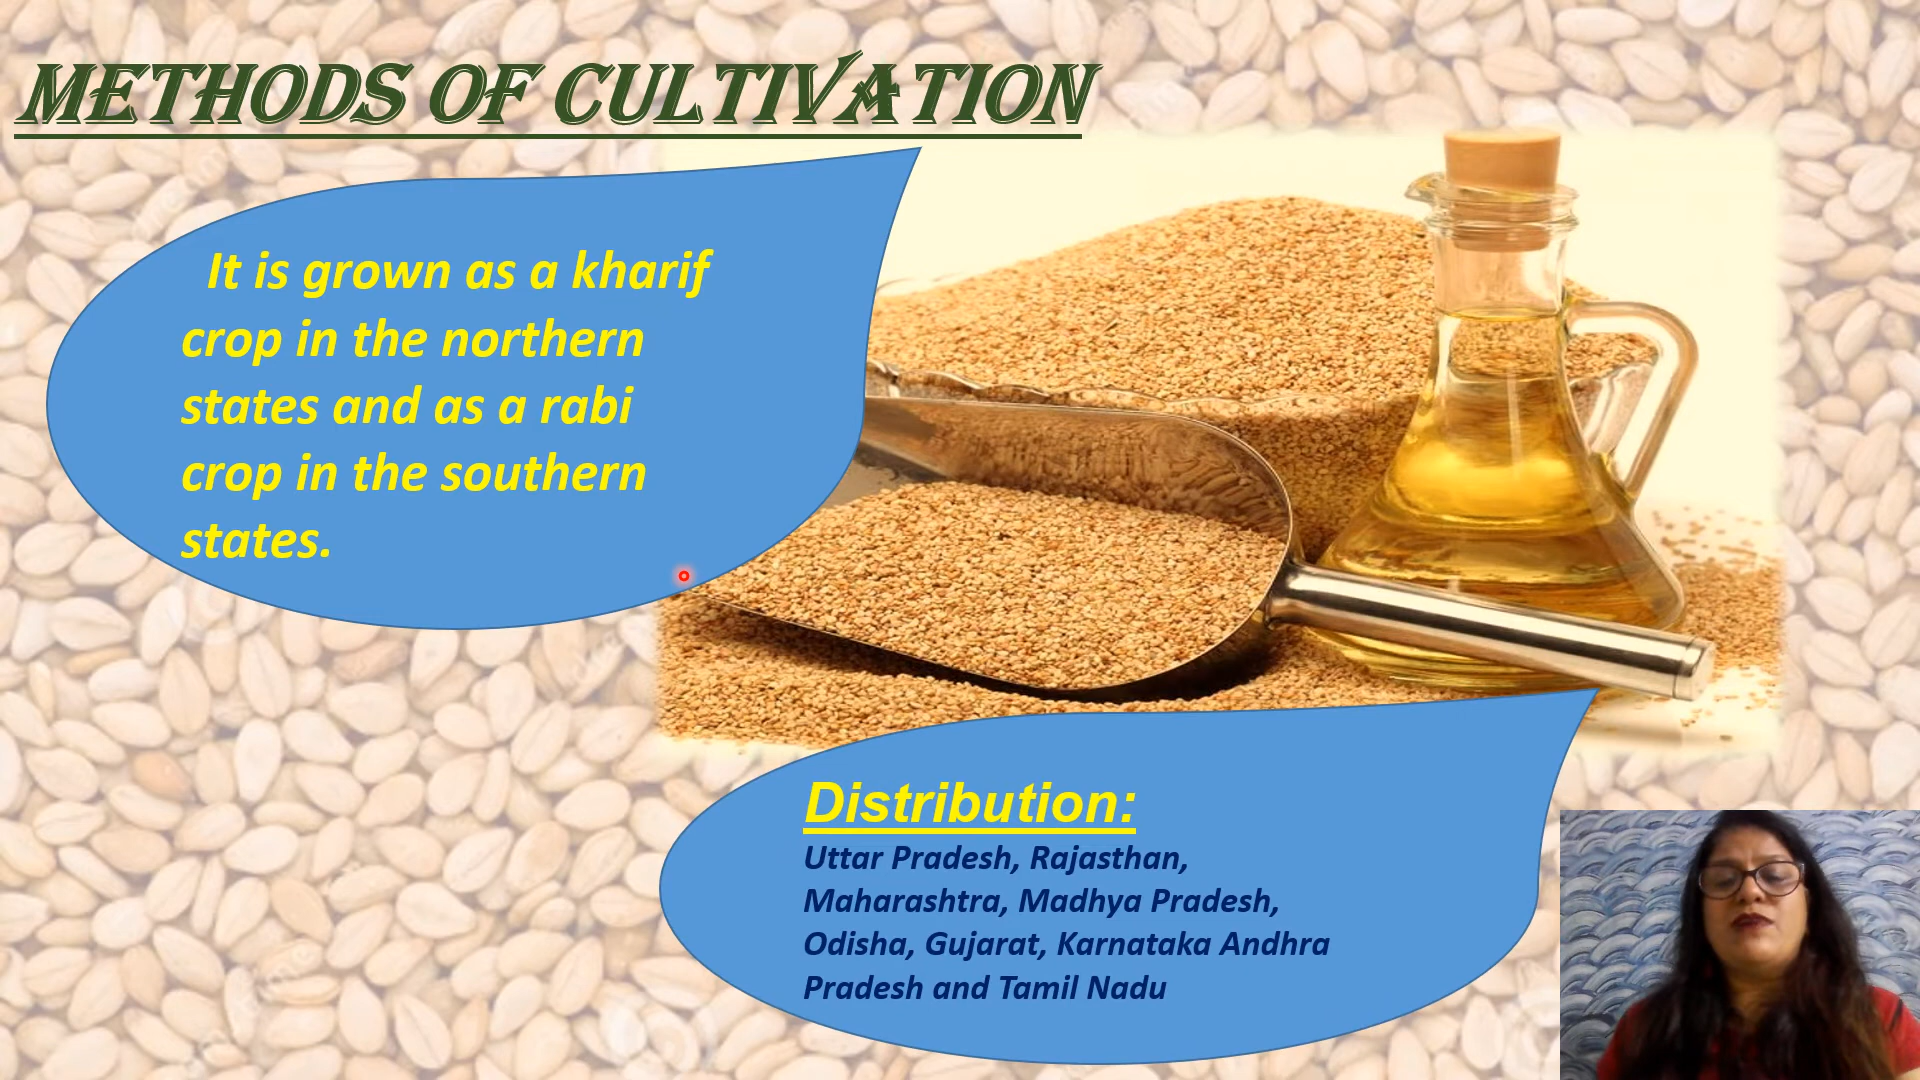 METHODS OF CULTIVATION
It is grown as a kharif
crop in the northern
states and as a rabi
crop in the southern
states.
Distribution:
Uttar Pradesh, Rajasthan,
Maharashtra, Madhya Pradesh,
Odisha, Gujarat, Karnataka Andhra
Pradesh and Tamil Nadu